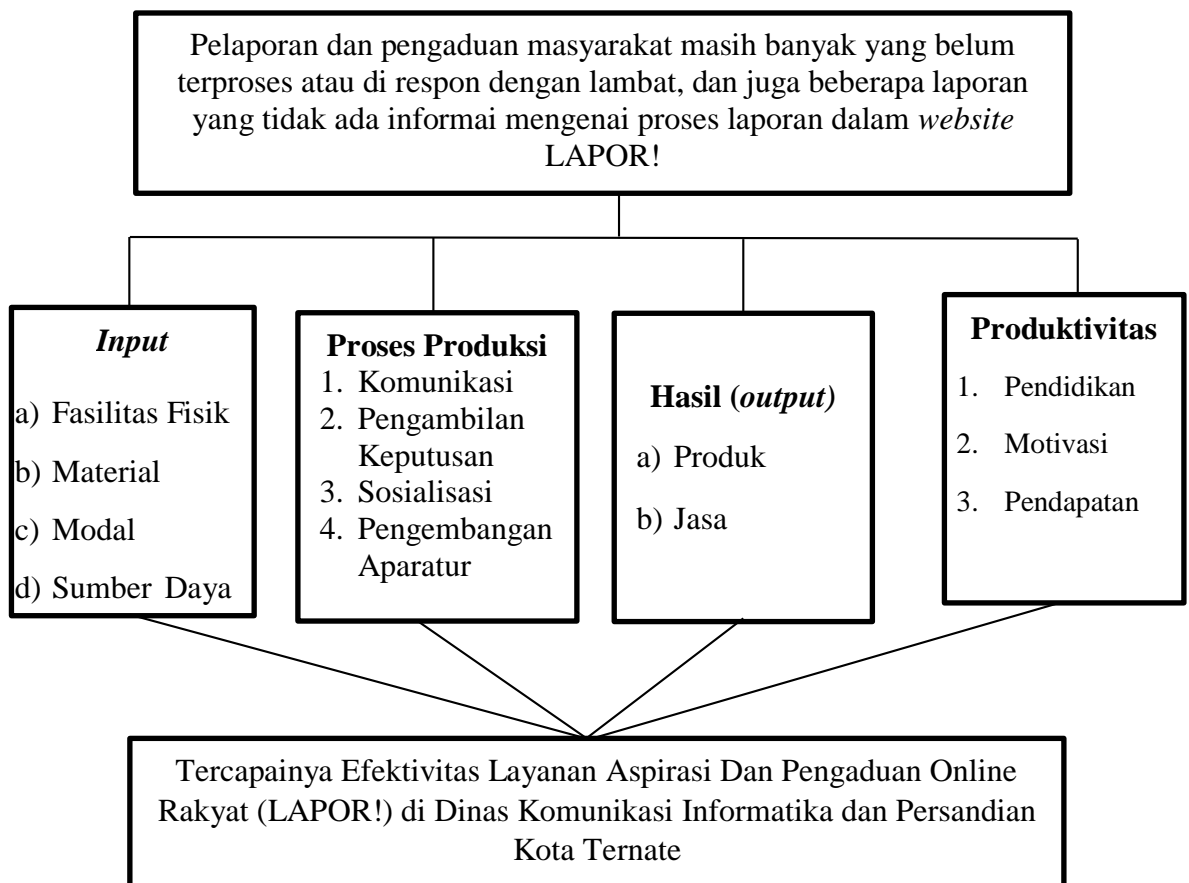 Pelaporan dan pengaduan masyarakat masih banyak yang belum
terproses atau di respon dengan lambat, dan juga beberapa laporan
yang tidak ada informai mengenai proses laporan dalam website
LAPOR!
Input
a) Fasilitas Fisik
b) Material
c) Modal
d) Sumber Daya
Proses Produksi
1. Komunikasi
2. Pengambilan
Keputusan
3. Sosialisasi
4. Pengembangan
Aparatur
Hasil (output)
a) Produk
b) Jasa
Produktivitas
1. Pendidikan
2. Motivasi
3. Pendapatan
Tercapainya Efektivitas Layanan Aspirasi Dan Pengaduan Online
Rakyat (LAPOR!) di Dinas Komunikasi Informatika dan Persandian
Kota Ternate